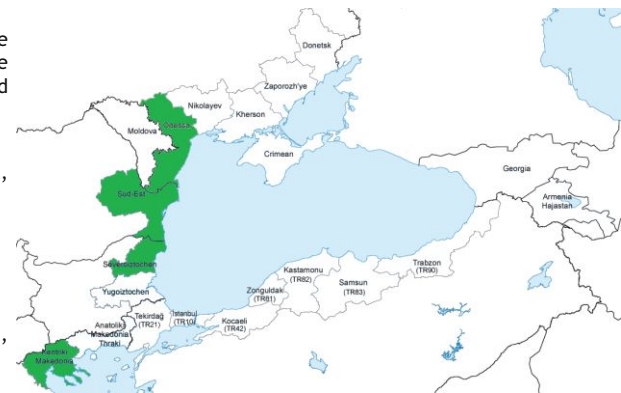 e
e
d
,
,
Donetsk
Zaporozh'ye
Nikolayev
Kherson
Odessa
Moldova
Crimean
Sud-Est
Georgia
Armenia
Hajastan
Severoiztochen
Yugoiztochen
Trabzon
(TR90)
Kastamonu
(TR82)
Samsun
(TR83)
Zonguldak
(TR81)
Istanbul
(TR10)
Tekirdağ
(TR21)
Kocaeli
(TR42)
Anatoliki
Makedonia
Thraki
Kentriki
Makedonia